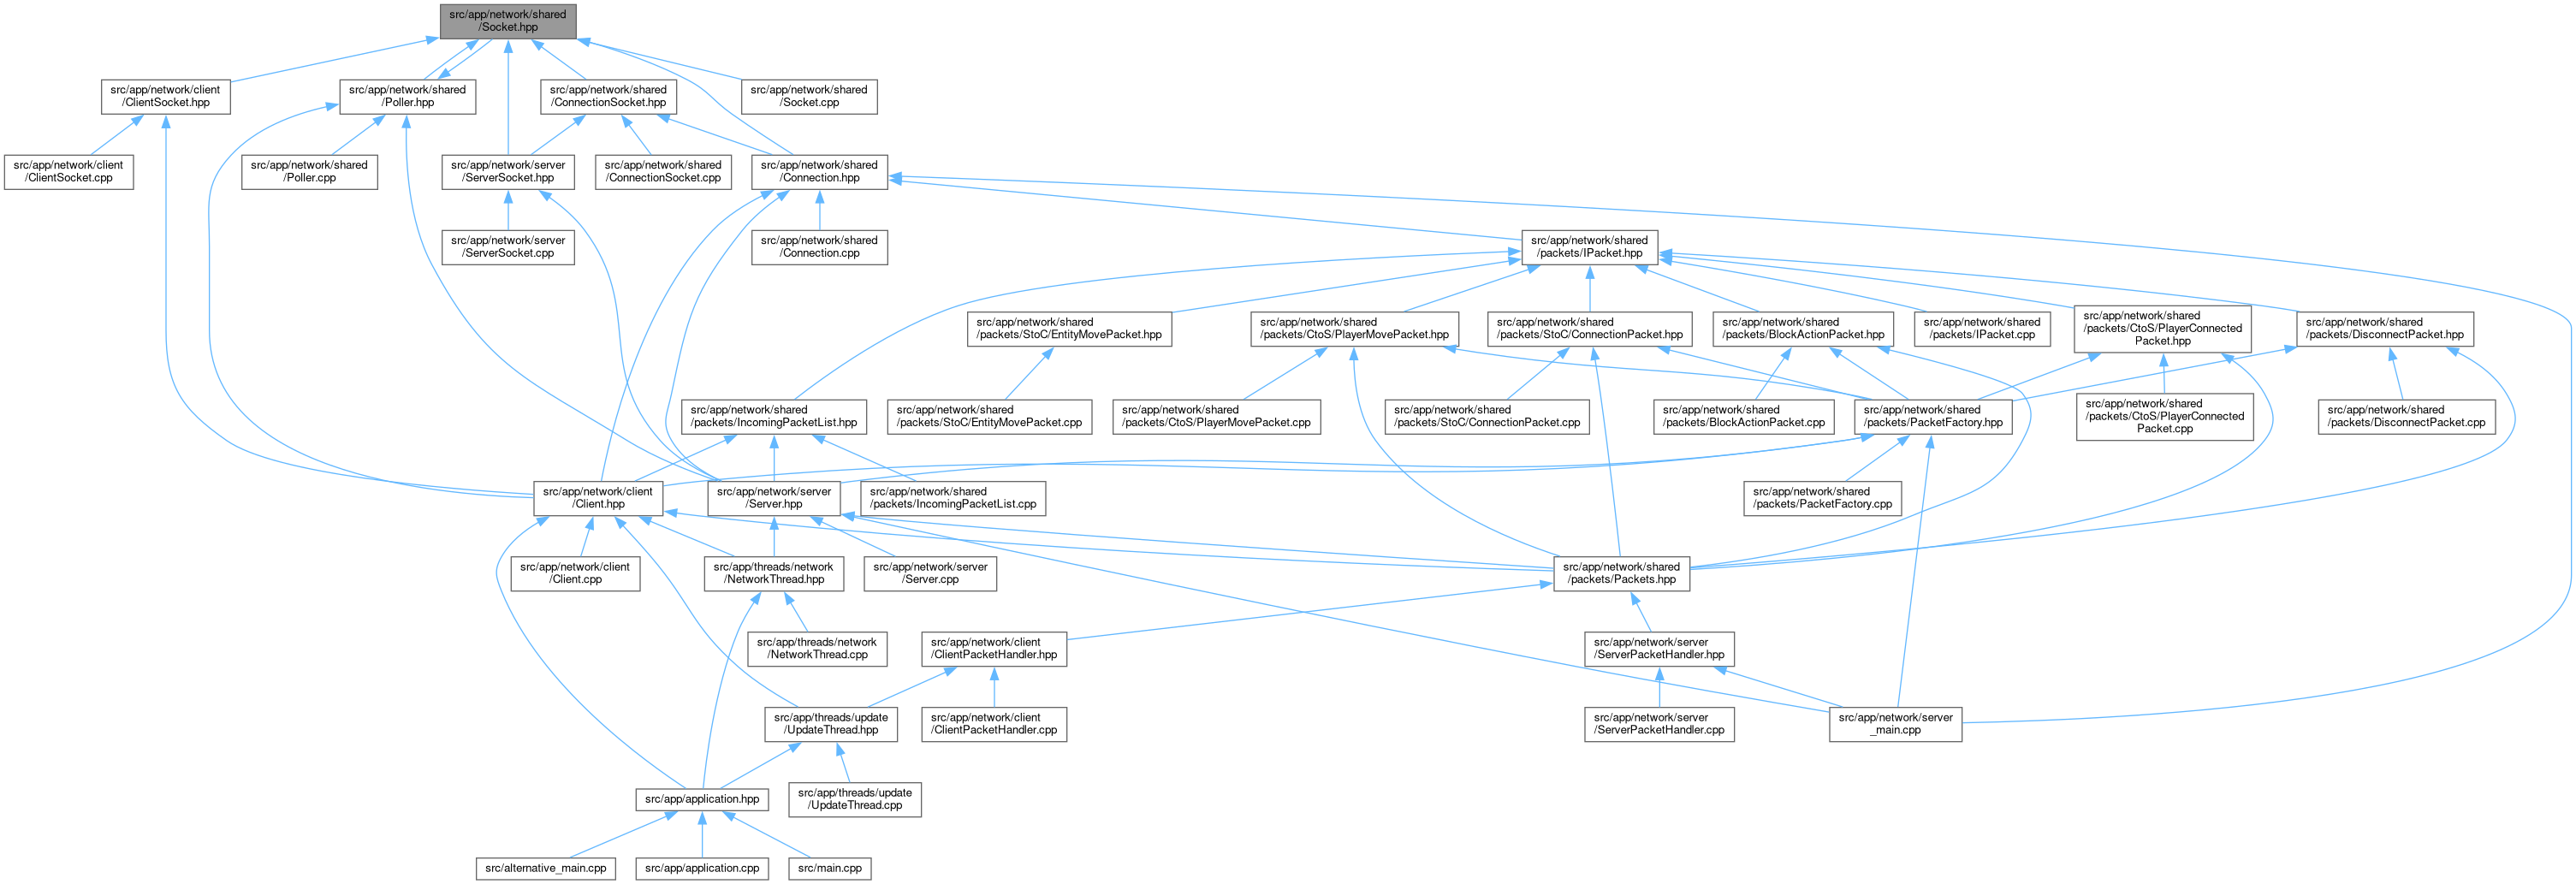 src/app/network/shared
/Socket.hpp
src/app/network/client
/ClientSocket.hpp
src/app/network/shared
/Poller.hpp
src/app/network/shared
/ConnectionSocket.hpp
src/app/network/shared
/Socket.cpp
src/app/network/client
/ClientSocket.cpp
src/app/network/shared
/Poller.cpp
src/app/network/server
/ServerSocket.hpp
src/app/network/shared
/ConnectionSocket.cpp
src/app/network/shared
/Connection.hpp
src/app/network/server
/ServerSocket.cpp
src/app/network/shared
/Connection.cpp
src/app/network/shared
/packets/IPacket.hpp
src/app/network/shared
/packets/StoC/EntityMovePacket.hpp
src/app/network/shared
/packets/CtoS/PlayerMovePacket.hpp
src/app/network/shared
/packets/StoC/ConnectionPacket.hpp
src/app/network/shared
/packets/BlockActionPacket.hpp
src/app/network/shared
/packets/IPacket.cpp
src/app/network/shared
/packets/CtoS/PlayerConnected
Packet.hpp
src/app/network/shared
/packets/DisconnectPacket.hpp
src/app/network/shared
/packets/IncomingPacketList.hpp
src/app/network/shared
/packets/StoC/EntityMovePacket.cpp
src/app/network/shared
/packets/CtoS/PlayerMovePacket.cpp
src/app/network/shared
/packets/StoC/ConnectionPacket.cpp
src/app/network/shared
/packets/BlockActionPacket.cpp
src/app/network/shared
/packets/PacketFactory.hpp
src/app/network/shared
/packets/CtoS/PlayerConnected
Packet.cpp
src/app/network/shared
/packets/DisconnectPacket.cpp
src/app/network/client
/Client.hpp
src/app/network/server
/Server.hpp
src/app/network/shared
/packets/IncomingPacketList.cpp
src/app/network/shared
/packets/PacketFactory.cpp
src/app/network/client
/Client.cpp
src/app/threads/network
/NetworkThread.hpp
src/app/network/server
/Server.cpp
src/app/network/shared
/packets/Packets.hpp
src/app/threads/network
/NetworkThread.cpp
src/app/network/client
/ClientPacketHandler.hpp
src/app/network/server
/ServerPacketHandler.hpp
src/app/threads/update
/UpdateThread.hpp
src/app/network/client
/ClientPacketHandler.cpp
src/app/network/server
/ServerPacketHandler.cpp
src/app/network/server
_main.cpp
src/app/application.hpp
src/app/threads/update
/UpdateThread.cpp
src/alternative_main.cpp
src/app/application.cpp
src/main.cpp